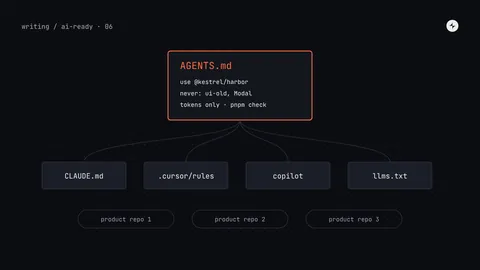 writing / ai-ready · 06
AGENTS.md
use @kestrel/harbor
never: ui-old, Modal
tokens only · pnpm check
CLAUDE.md
.cursor/rules
copilot
llms.txt
product repo 1
product repo 2
product repo 3